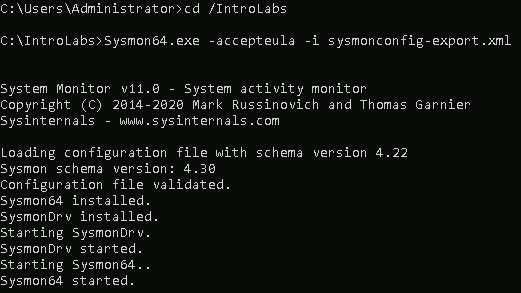 C:\Users\Administrator>cd /IntroLabs
C:\IntroLabs>Sysmon64.exe -accepteula -i sysmonconfig-export.xml
System Monitor v11.0 - System activity monitor
Copyright (C) 2014-2020 Mark Russinovich and Thomas Garnier
Sysinternals - www.sysinternals.com
Loading configuration file with schema version 4.22
Sysmon schema version: 4.30
Configuration file validated.
Sysmon64 installed.
SysmonDrv installed.
Starting SysmonDrv.
SysmonDrv started.
Starting Sysmon64..
Sysmon64 started.